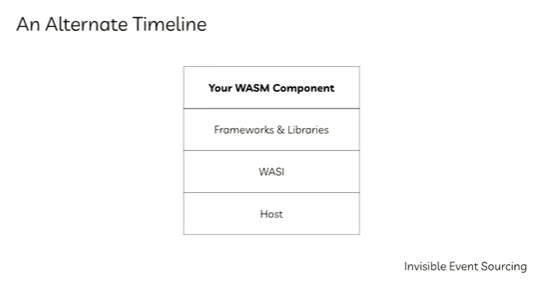 An Alternate Timeline
Your WASM Component
Frameworks & Libraries
WASI
Host
Invisible Event Sourcing